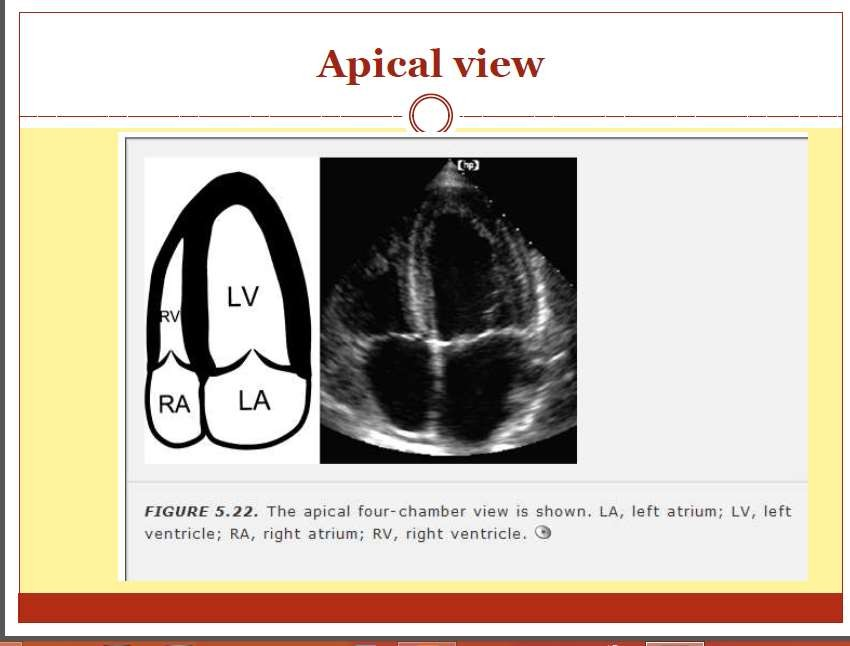 Apical view
[hp]
LV
RV
RA
LA
FIGURE 5.22. The apical four-chamber view is shown. LA, left atrium; LV, left
ventricle; RA, right atrium; RV, right ventricle.